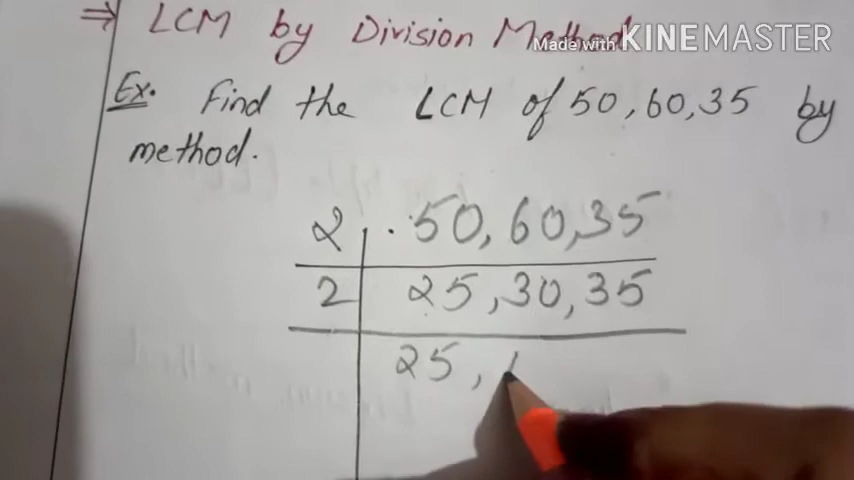 ⇒ LCM by Division Method
Made with KINEMASTER
Ex. Find the LCM of 50, 60, 35 by
method.
2 . 50, 60, 35
2 25, 30, 35
25,